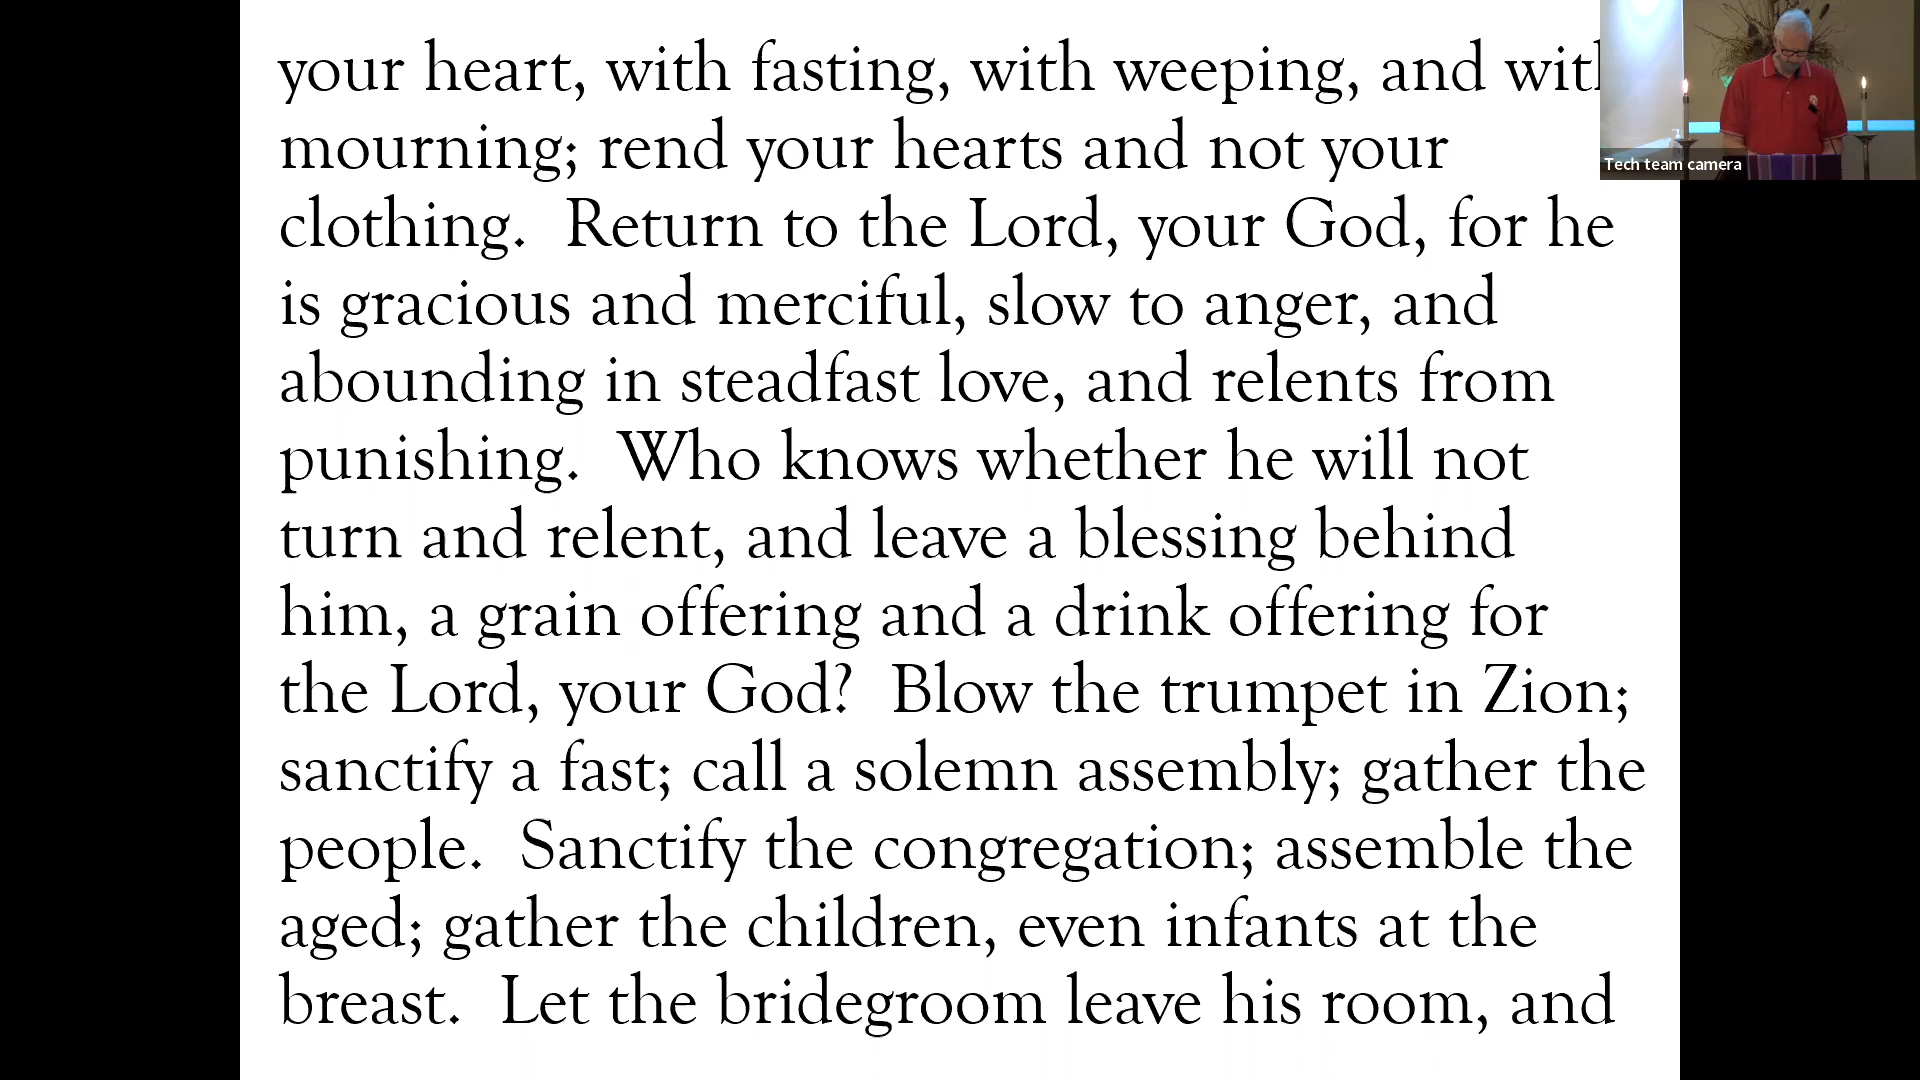 your heart, with fasting, with weeping, and with
mourning; rend your hearts and not your
clothing.  Return to the Lord, your God, for he
is gracious and merciful, slow to anger, and
abounding in steadfast love, and relents from
punishing.  Who knows whether he will not
turn and relent, and leave a blessing behind
him, a grain offering and a drink offering for
the Lord, your God?  Blow the trumpet in Zion;
sanctify a fast; call a solemn assembly; gather the
people.  Sanctify the congregation; assemble the
aged; gather the children, even infants at the
breast.  Let the bridegroom leave his room, and
Tech team camera